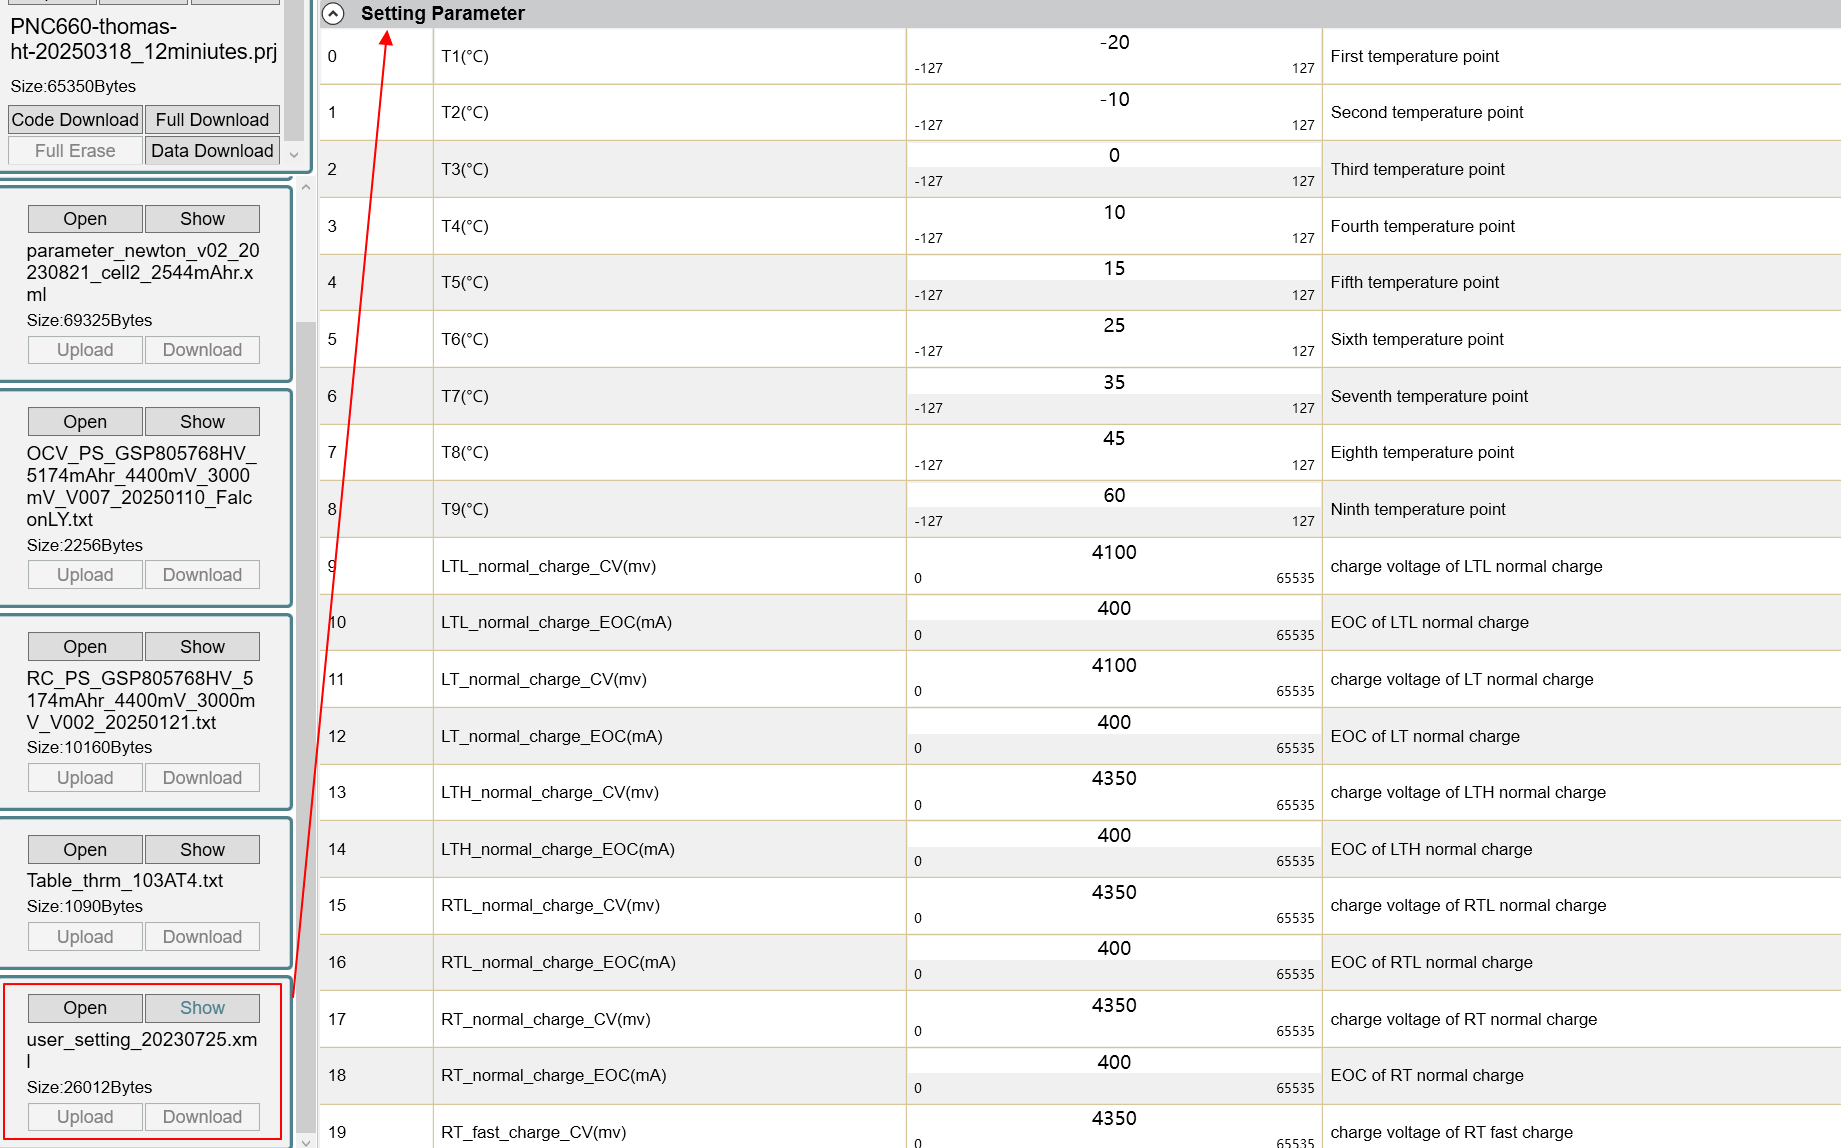 PNC660-thomas-
ht-20250318_12miniutes.prj
Size:65350Bytes
Code Download Full Download
Full Erase Data Download
Open Show
parameter_newton_v02_20
230821_cell2_2544mAhr.x
ml
Size:69325Bytes
Upload Download
Open Show
OCV_PS_GSP805768HV_
5174mAhr_4400mV_3000
mV_V007_20250110_Falc
onLY.txt
Size:2256Bytes
Upload Download
Open Show
RC_PS_GSP805768HV_5
174mAhr_4400mV_3000m
V_V002_20250121.txt
Size:10160Bytes
Upload Download
Open Show
Table_thrm_103AT4.txt
Size:1090Bytes
Upload Download
Open Show
user_setting_20230725.xm
l
Size:26012Bytes
Upload Download
Setting Parameter
0 T1(°C) -20 -127 127 First temperature point
1 T2(°C) -10 -127 127 Second temperature point
2 T3(°C) 0 -127 127 Third temperature point
3 T4(°C) 10 -127 127 Fourth temperature point
4 T5(°C) 15 -127 127 Fifth temperature point
5 T6(°C) 25 -127 127 Sixth temperature point
6 T7(°C) 35 -127 127 Seventh temperature point
7 T8(°C) 45 -127 127 Eighth temperature point
8 T9(°C) 60 -127 127 Ninth temperature point
9 LTL_normal_charge_CV(mv) 4100 0 65535 charge voltage of LTL normal charge
10 LTL_normal_charge_EOC(mA) 400 0 65535 EOC of LTL normal charge
11 LT_normal_charge_CV(mv) 4100 0 65535 charge voltage of LT normal charge
12 LT_normal_charge_EOC(mA) 400 0 65535 EOC of LT normal charge
13 LTH_normal_charge_CV(mv) 4350 0 65535 charge voltage of LTH normal charge
14 LTH_normal_charge_EOC(mA) 400 0 65535 EOC of LTH normal charge
15 RTL_normal_charge_CV(mv) 4350 0 65535 charge voltage of RTL normal charge
16 RTL_normal_charge_EOC(mA) 400 0 65535 EOC of RTL normal charge
17 RT_normal_charge_CV(mv) 4350 0 65535 charge voltage of RT normal charge
18 RT_normal_charge_EOC(mA) 400 0 65535 EOC of RT normal charge
19 RT_fast_charge_CV(mv) 4350 0 65535 charge voltage of RT fast charge